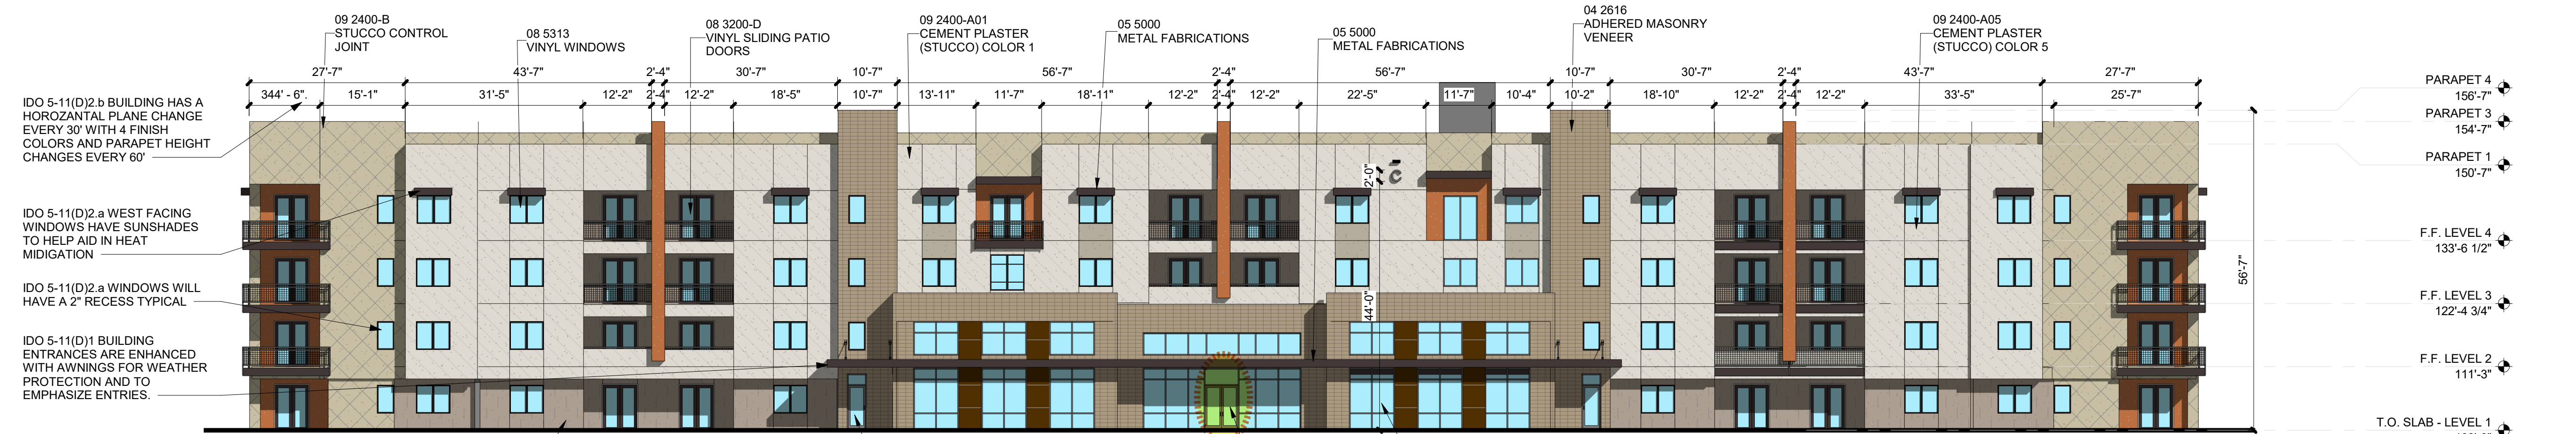 09 2400-B
STUCCO CONTROL
JOINT
08 5313
VINYL WINDOWS
08 3200-D
VINYL SLIDING PATIO
DOORS
09 2400-A01
CEMENT PLASTER
(STUCCO) COLOR 1
05 5000
METAL FABRICATIONS
05 5000
METAL FABRICATIONS
04 2616
ADHERED MASONRY
VENEER
09 2400-A05
CEMENT PLASTER
(STUCCO) COLOR 5
27'-7" 43'-7" 2'-4" 30'-7" 10'-7" 56'-7" 2'-4" 56'-7" 10'-7" 30'-7" 2'-4" 43'-7" 27'-7"
344' - 6". 15'-1" 31'-5" 12'-2" 2'-4" 12'-2" 18'-5" 10'-7" 13'-11" 11'-7" 18'-11" 12'-2" 2'-4" 12'-2" 22'-5" 11'-7" 10'-4" 10'-2" 18'-10" 12'-2" 2'-4" 12'-2" 33'-5" 25'-7"
IDO 5-11(D)2.b BUILDING HAS A
HOROZANTAL PLANE CHANGE
EVERY 30' WITH 4 FINISH
COLORS AND PARAPET HEIGHT
CHANGES EVERY 60'
IDO 5-11(D)2.a WEST FACING
WINDOWS HAVE SUNSHADES
TO HELP AID IN HEAT
MIDIGATION
IDO 5-11(D)2.a WINDOWS WILL
HAVE A 2" RECESS TYPICAL
IDO 5-11(D)1 BUILDING
ENTRANCES ARE ENHANCED
WITH AWNINGS FOR WEATHER
PROTECTION AND TO
EMPHASIZE ENTRIES.
2'-0"
44'-0"
56'-7"
PARAPET 4
156'-7"
PARAPET 3
154'-7"
PARAPET 1
150'-7"
F.F. LEVEL 4
133'-6 1/2"
F.F. LEVEL 3
122'-4 3/4"
F.F. LEVEL 2
111'-3"
T.O. SLAB - LEVEL 1